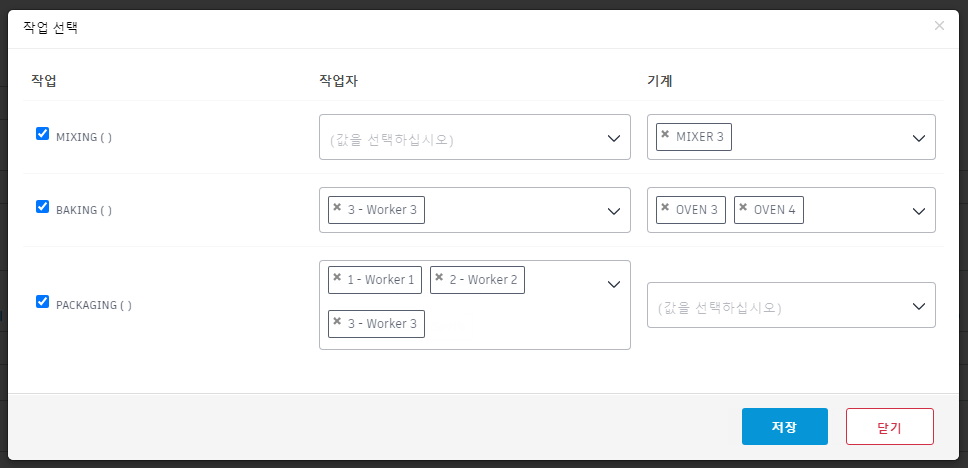 작업 선택
×
작업 작업자 기계
MIXING ( ) (값을 선택하십시오) × MIXER 3
BAKING ( ) × 3 - Worker 3 × OVEN 3 × OVEN 4
× 1 - Worker 1 × 2 - Worker 2
PACKAGING ( ) (값을 선택하십시오)
× 3 - Worker 3
저장 닫기